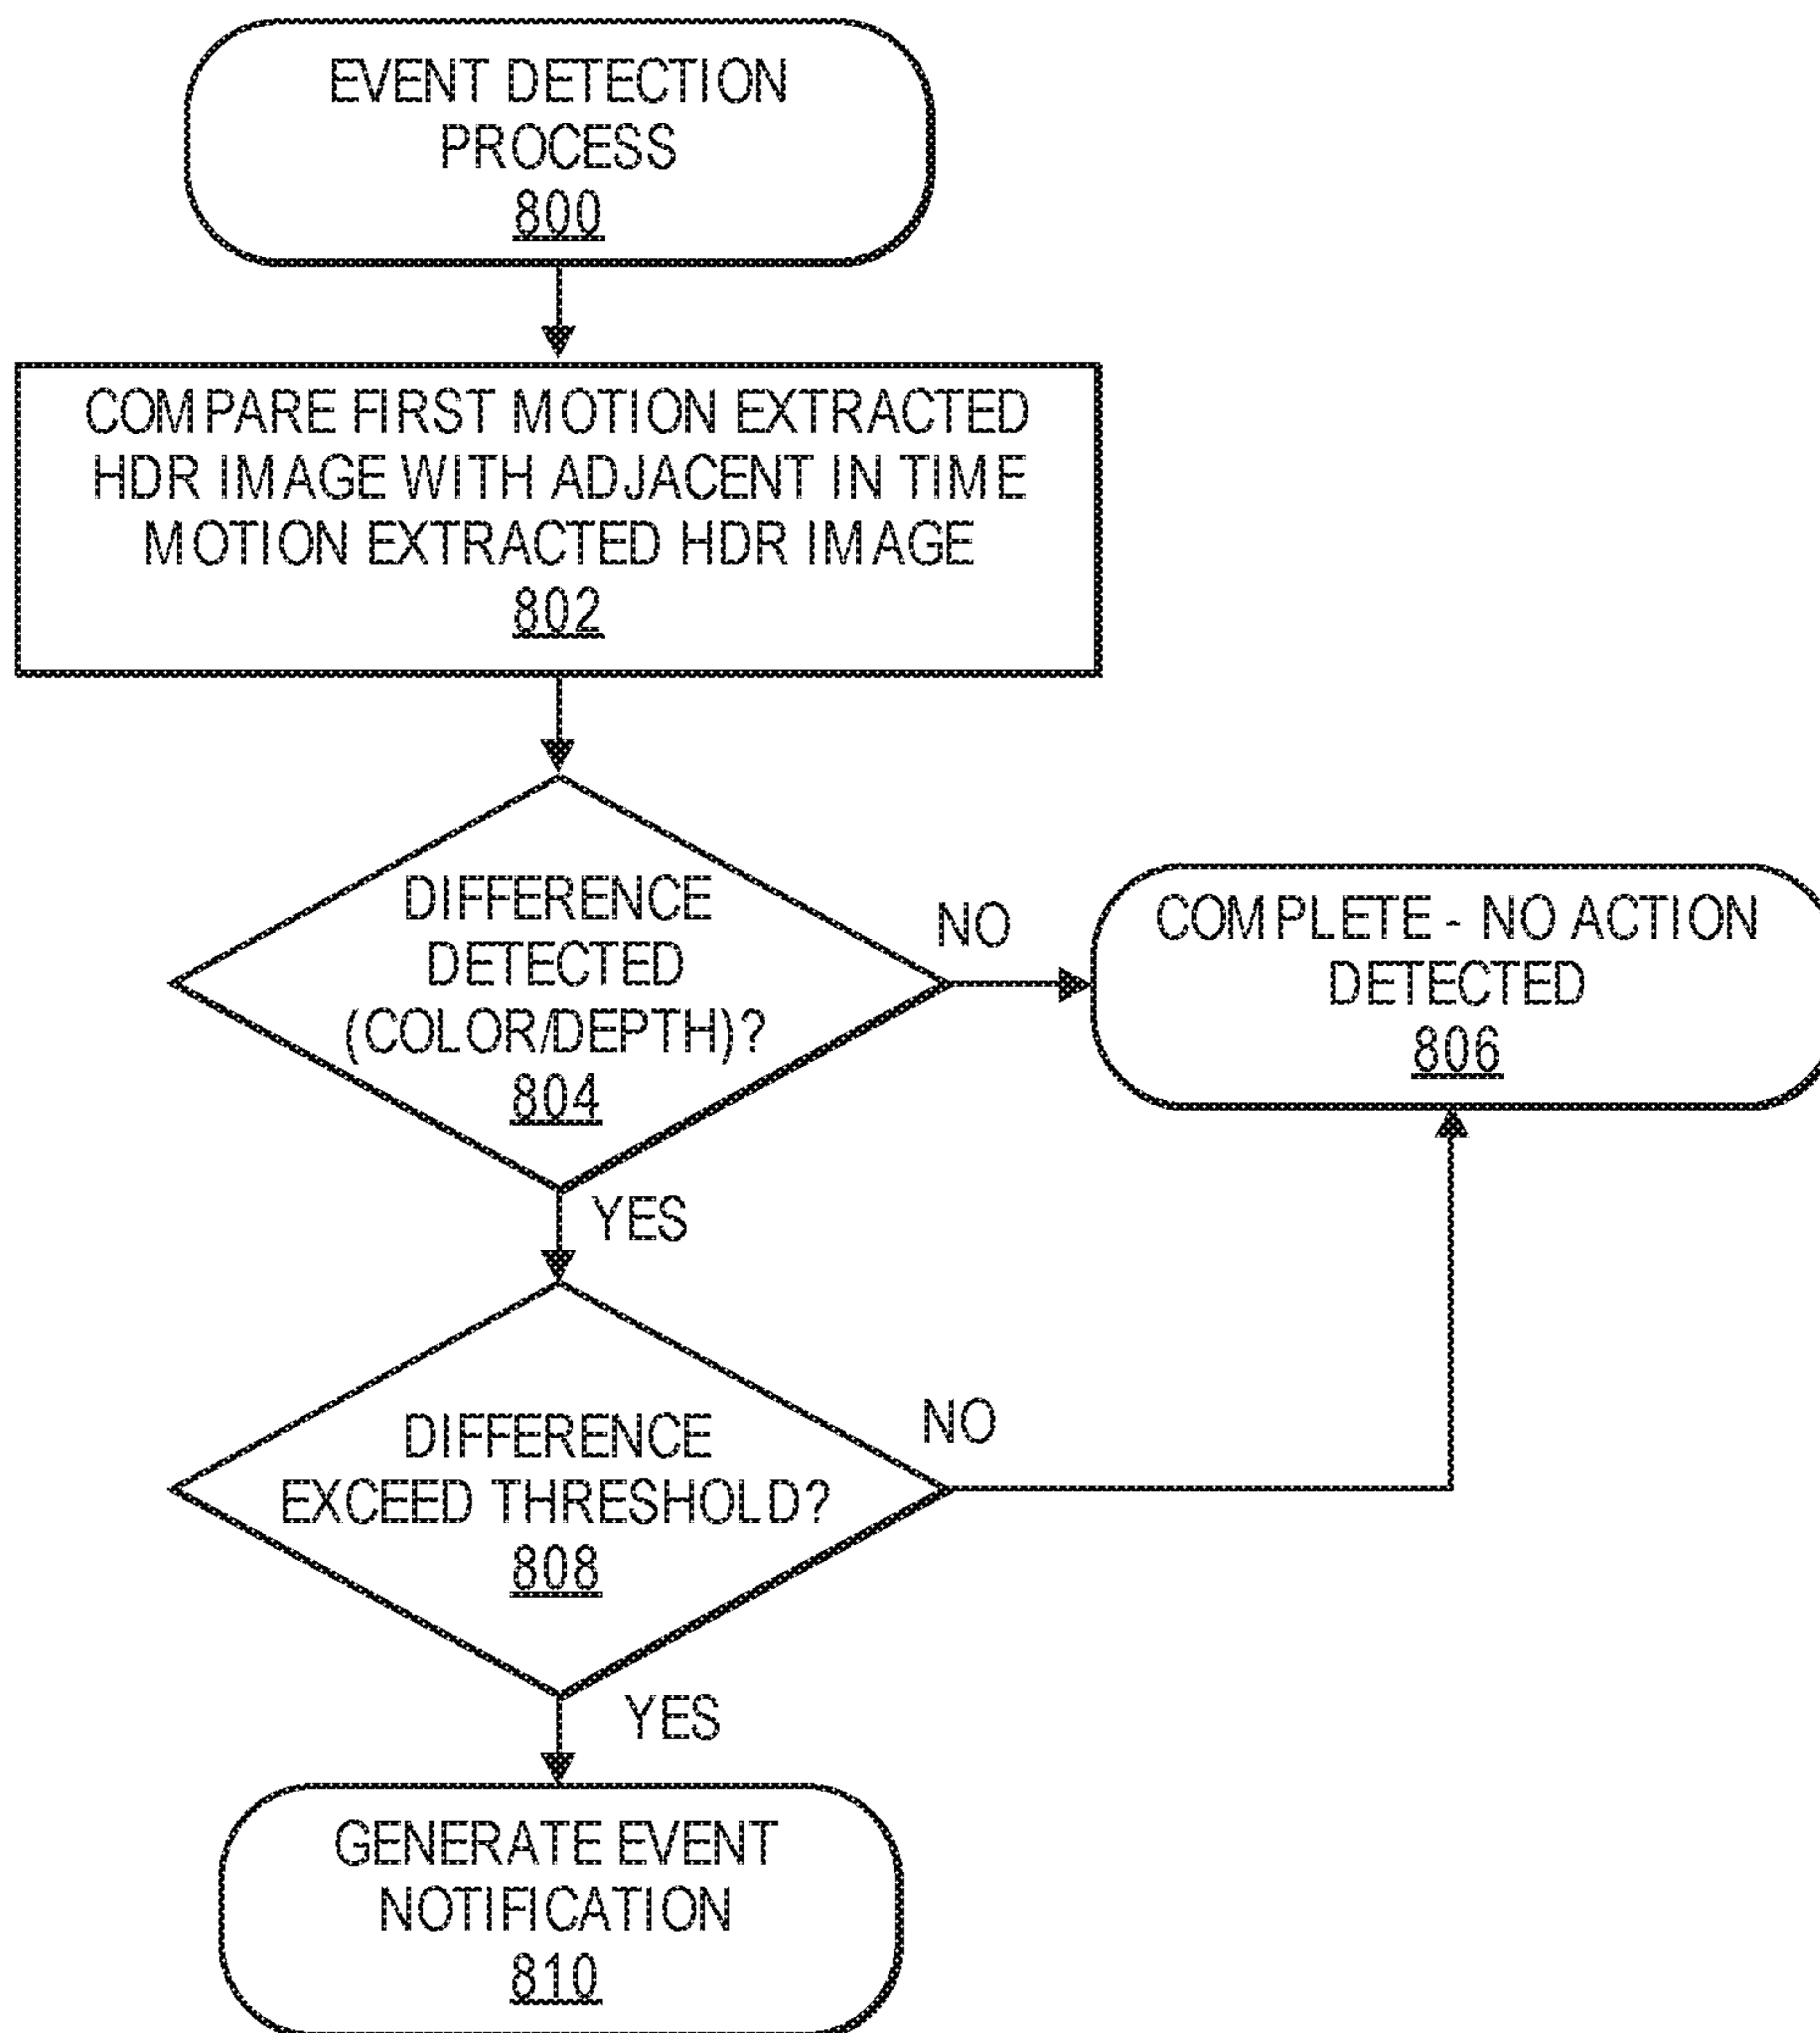 EVENT DETECTION
PROCESS
800
COMPARE FIRST MOTION EXTRACTED
HDR IMAGE WITH ADJACENT IN TIME
MOTION EXTRACTED HDR IMAGE
802
DIFFERENCE
DETECTED
(COLOR/DEPTH)?
804
NO
COMPLETE - NO ACTION
DETECTED
806
YES
DIFFERENCE
EXCEED THRESHOLD?
808
NO
YES
GENERATE EVENT
NOTIFICATION
810